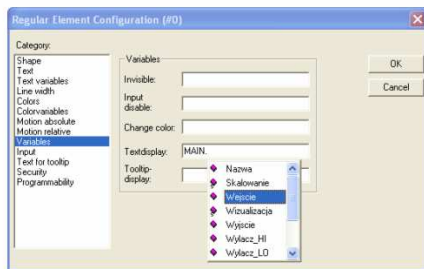 Regular Element Configuration (#0)
Category:
Shape
Text
Text variables
Line width
Colors
Colorvariables
Motion absolute
Motion relative
Variables
Input
Text for tooltip
Security
Programmability
Variables
Invisible:
Input
disable:
Change color:
Textdisplay: MAIN.
Tooltip-
display:
Nazwa
Skalowanie
Wejscie
Wizualizacja
Wyjscie
Wylacz_HI
Wylacz_LO
OK
Cancel